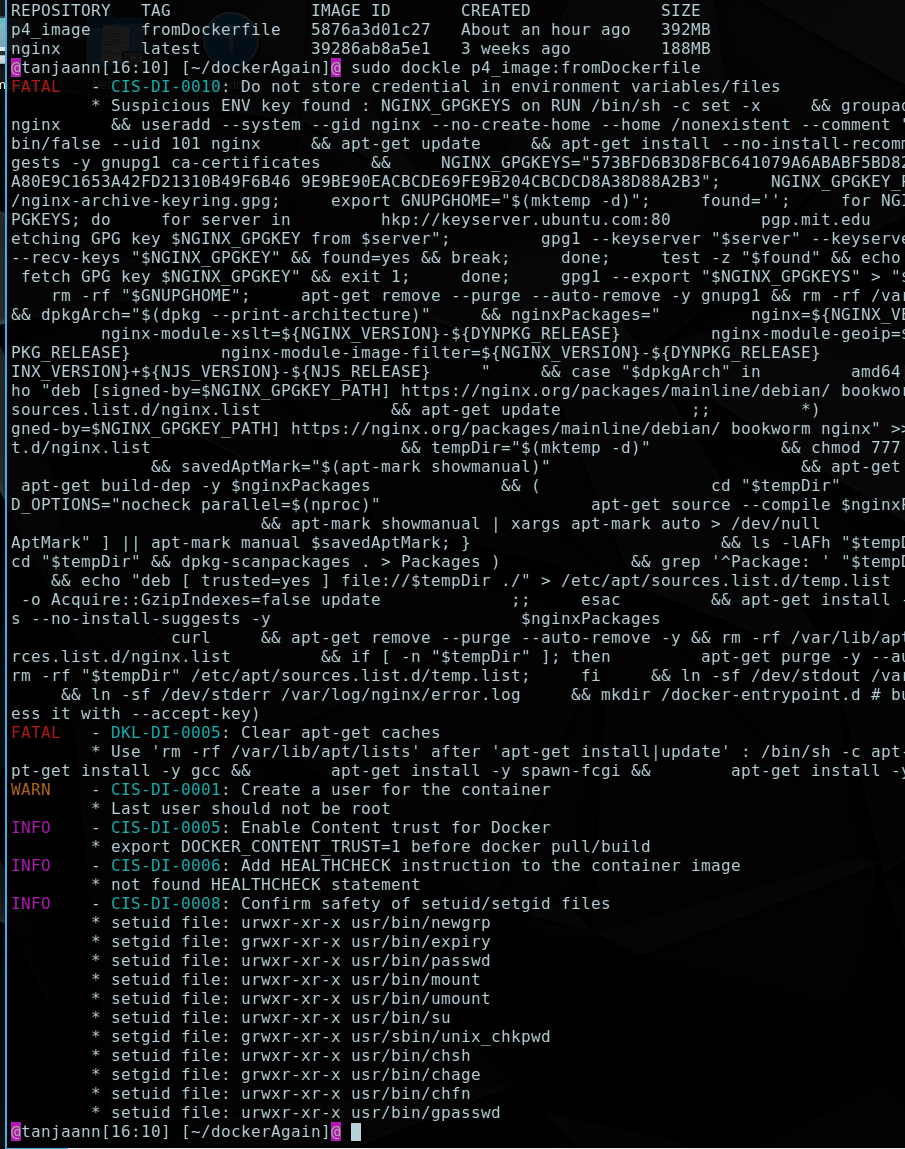 REPOSITORY   TAG              IMAGE ID       CREATED             SIZE
p4_image     fromDockerfile   5876a3d01c27   About an hour ago   392MB
nginx        latest           39286ab8a5e1   3 weeks ago         188MB
@tanjaann[16:10] [~/dockerAgain]@ sudo dockle p4_image:fromDockerfile
FATAL   - CIS-DI-0010: Do not store credential in environment variables/files
        * Suspicious ENV key found : NGINX_GPGKEYS on RUN /bin/sh -c set -x     && groupad
nginx     && useradd --system --gid nginx --no-create-home --home /nonexistent --comment "
bin/false --uid 101 nginx     && apt-get update     && apt-get install --no-install-recomm
gests -y gnupg1 ca-certificates     &&     NGINX_GPGKEYS="573BFD6B3D8FBC641079A6ABABF5BD82
A80E9C1653A42FD21310B49F6B46 9E9BE90EACBCDE69FE9B204CBCDCD8A38D88A2B3";     NGINX_GPGKEY_P
/nginx-archive-keyring.gpg;     export GNUPGHOME="$(mktemp -d)";     found='';     for NG
PGKEYS; do     for server in         hkp://keyserver.ubuntu.com:80         pgp.mit.edu
etching GPG key $NGINX_GPGKEY from $server";         gpg1 --keyserver "$server" --keyserve
--recv-keys "$NGINX_GPGKEY" && found=yes && break;     done;     test -z "$found" && echo
 fetch GPG key $NGINX_GPGKEY" && exit 1;     done;     gpg1 --export "$NGINX_GPGKEYS" > "$
    rm -rf "$GNUPGHOME";     apt-get remove --purge --auto-remove -y gnupg1 && rm -rf /var
&& dpkgArch="$(dpkg --print-architecture)"     && nginxPackages="         nginx=${NGINX_VE
         nginx-module-xslt=${NGINX_VERSION}-${DYNPKG_RELEASE}         nginx-module-geoip=$
PKG_RELEASE}         nginx-module-image-filter=${NGINX_VERSION}-${DYNPKG_RELEASE}
INX_VERSION}+${NJS_VERSION}-${NJS_RELEASE}     "     && case "$dpkgArch" in         amd64
ho "deb [signed-by=$NGINX_GPGKEY_PATH] https://nginx.org/packages/mainline/debian/ bookwor
sources.list.d/nginx.list             && apt-get update             ;;         *)
gned-by=$NGINX_GPGKEY_PATH] https://nginx.org/packages/mainline/debian/ bookworm nginx" >>
t.d/nginx.list                         && tempDir="$(mktemp -d)"             && chmod 777
              && savedAptMark="$(apt-mark showmanual)"                         && apt-get
 apt-get build-dep -y $nginxPackages             && (                 cd "$tempDir"
D_OPTIONS="nocheck parallel=$(nproc)"                     apt-get source --compile $nginxP
                         && apt-mark showmanual | xargs apt-mark auto > /dev/null
AptMark" ] || apt-mark manual $savedAptMark; }                         && ls -lAFh "$tempD
cd "$tempDir" && dpkg-scanpackages . > Packages )             && grep '^Package: ' "$tempD
    && echo "deb [ trusted=yes ] file://$tempDir ./" > /etc/apt/sources.list.d/temp.list
 -o Acquire::GzipIndexes=false update             ;;     esac         && apt-get install -
s --no-install-suggests -y                         $nginxPackages
                curl     && apt-get remove --purge --auto-remove -y && rm -rf /var/lib/apt
rces.list.d/nginx.list         && if [ -n "$tempDir" ]; then         apt-get purge -y --au
rm -rf "$tempDir" /etc/apt/sources.list.d/temp.list;     fi     && ln -sf /dev/stdout /var
     && ln -sf /dev/stderr /var/log/nginx/error.log     && mkdir /docker-entrypoint.d # bu
ess it with --accept-key)
FATAL   - DKL-DI-0005: Clear apt-get caches
        * Use 'rm -rf /var/lib/apt/lists' after 'apt-get install|update' : /bin/sh -c apt-
pt-get install -y gcc &&        apt-get install -y spawn-fcgi &&        apt-get install -y
WARN    - CIS-DI-0001: Create a user for the container
        * Last user should not be root
INFO    - CIS-DI-0005: Enable Content trust for Docker
        * export DOCKER_CONTENT_TRUST=1 before docker pull/build
INFO    - CIS-DI-0006: Add HEALTHCHECK instruction to the container image
        * not found HEALTHCHECK statement
INFO    - CIS-DI-0008: Confirm safety of setuid/setgid files
        * setuid file: urwxr-xr-x usr/bin/newgrp
        * setgid file: grwxr-xr-x usr/bin/expiry
        * setuid file: urwxr-xr-x usr/bin/passwd
        * setuid file: urwxr-xr-x usr/bin/mount
        * setuid file: urwxr-xr-x usr/bin/umount
        * setuid file: urwxr-xr-x usr/bin/su
        * setgid file: grwxr-xr-x usr/sbin/unix_chkpwd
        * setuid file: urwxr-xr-x usr/bin/chsh
        * setgid file: grwxr-xr-x usr/bin/chage
        * setuid file: urwxr-xr-x usr/bin/chfn
        * setuid file: urwxr-xr-x usr/bin/gpasswd
@tanjaann[16:10] [~/dockerAgain]@